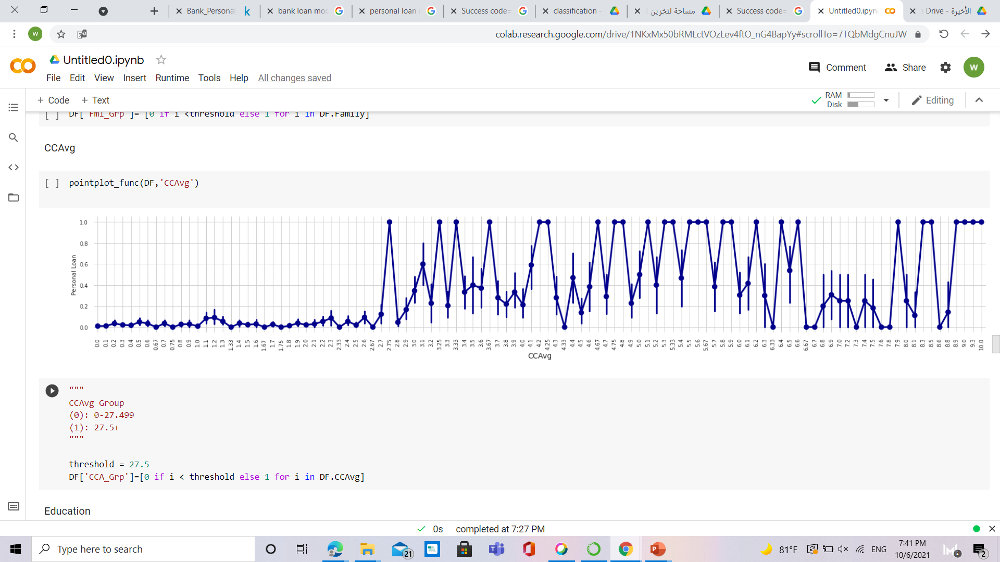 Bank_Personal
bank loan mod
personal loan
Success code=
classification -
مساحة لتخزين
Success code=
Untitled0.ipyn
الأخيرة - Drive
W
colab.research.google.com/drive/1NKxMx50bRMLctVOzLev4ftO_nG4BapYy#scrollTo=7TQbMdgCnuJW
Untitled0.ipynb
Comment Share W
File Edit View Insert Runtime Tools Help All changes saved
+ Code + Text
RAM
Disk
Editing
[ ] DF['Fml_Grp']= [0 if i <threshold else 1 for i in DF.Family]
CCAvg
[ ] pointplot_func(DF,'CCAvg')
1.0
0.8
0.6
0.4
0.2
0.0
Personal Loan
0.0 0.1 0.2 0.3 0.4 0.5 0.6 0.67 0.7 0.75 0.8 0.9 1.0 1.1 1.2 1.3 1.33 1.4 1.5 1.6 1.67 1.7 1.75 1.8 1.9 2.0 2.1 2.2 2.3 2.33 2.4 2.5 2.6 2.67 2.7 2.75 2.8 2.9 3.0 3.1 3.2 3.25 3.3 3.33 3.4 3.5 3.6 3.67 3.7 3.8 3.9 4.0 4.1 4.2 4.25 4.3 4.33 4.4 4.5 4.6 4.67 4.7 4.75 4.8 4.9 5.0 5.1 5.2 5.3 5.33 5.4 5.5 5.6 5.67 5.7 5.8 5.9 6.0 6.1 6.2 6.3 6.33 6.4 6.5 6.6 6.67 6.7 6.8 6.9 7.0 7.2 7.3 7.4 7.5 7.6 7.8 7.9 8.0 8.1 8.3 8.5 8.6 8.8 8.9 9.0 9.3 10.0
CCAvg
"""
CCAvg Group
(0): 0-27.499
(1): 27.5+
"""
threshold = 27.5
DF['CCA_Grp']=[0 if i < threshold else 1 for i in DF.CCAvg]
Education
0s completed at 7:27 PM
Type here to search
21
81°F
ENG
7:41 PM
10/6/2021
2
2